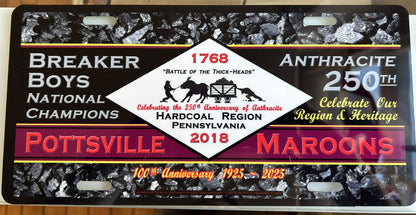 BREAKER
BOYS
NATIONAL
CHAMPIONS
1768
"BATTLE OF THE THICK-HEADS"
Celebrating the 250th Anniversary of Anthracite
HARDCOAL REGION
PENNSYLVANIA
2018
ANTHRACITE
250TH
Celebrate Our
Region & Heritage
POTTSVILLE MAROONS
100th Anniversary 1925 ~ 2025